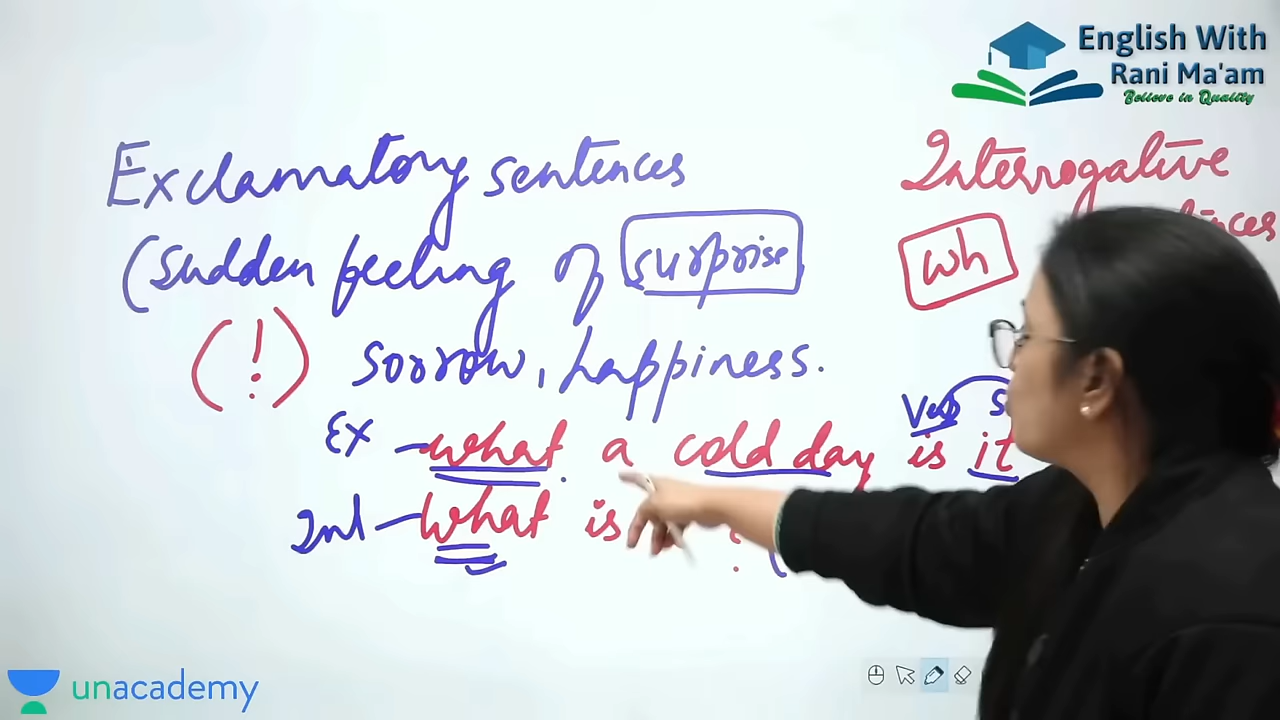 English With
Rani Ma'am
Believe in Quality
Exclamatory sentences
(sudden feeling of surprise,
(!) sorrow, happiness.
Ex - what a cold day is it
Int - what is ?
Interrogative
wh
Verb S
unacademy